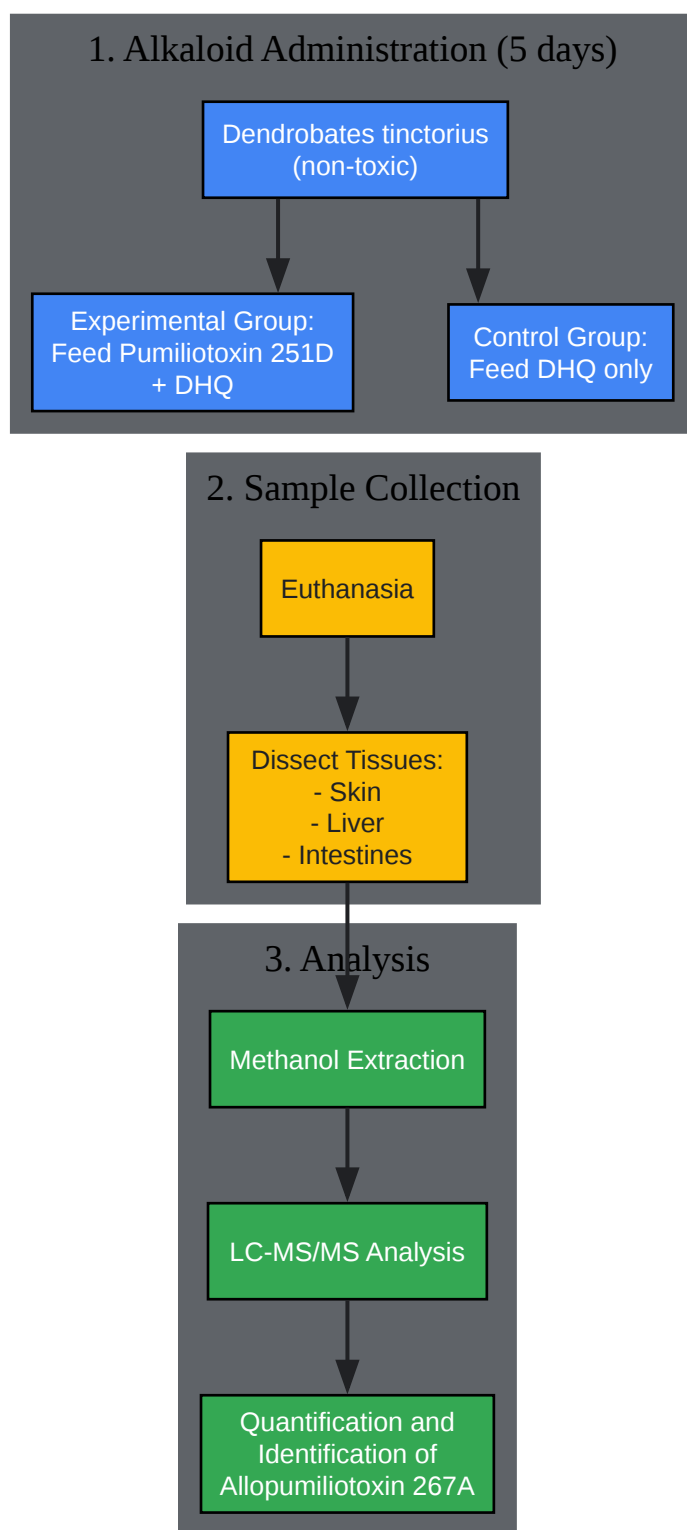 1. Alkaloid Administration (5 days)
Dendrobates tinctorius
(non-toxic)
Experimental Group:
Feed Pumiliotoxin 251D
+ DHQ
Control Group:
Feed DHQ only
2. Sample Collection
Euthanasia
Dissect Tissues:
- Skin
- Liver
- Intestines
3. Analysis
Methanol Extraction
LC-MS/MS Analysis
Quantification and
Identification of
Allopumiliotoxin 267A